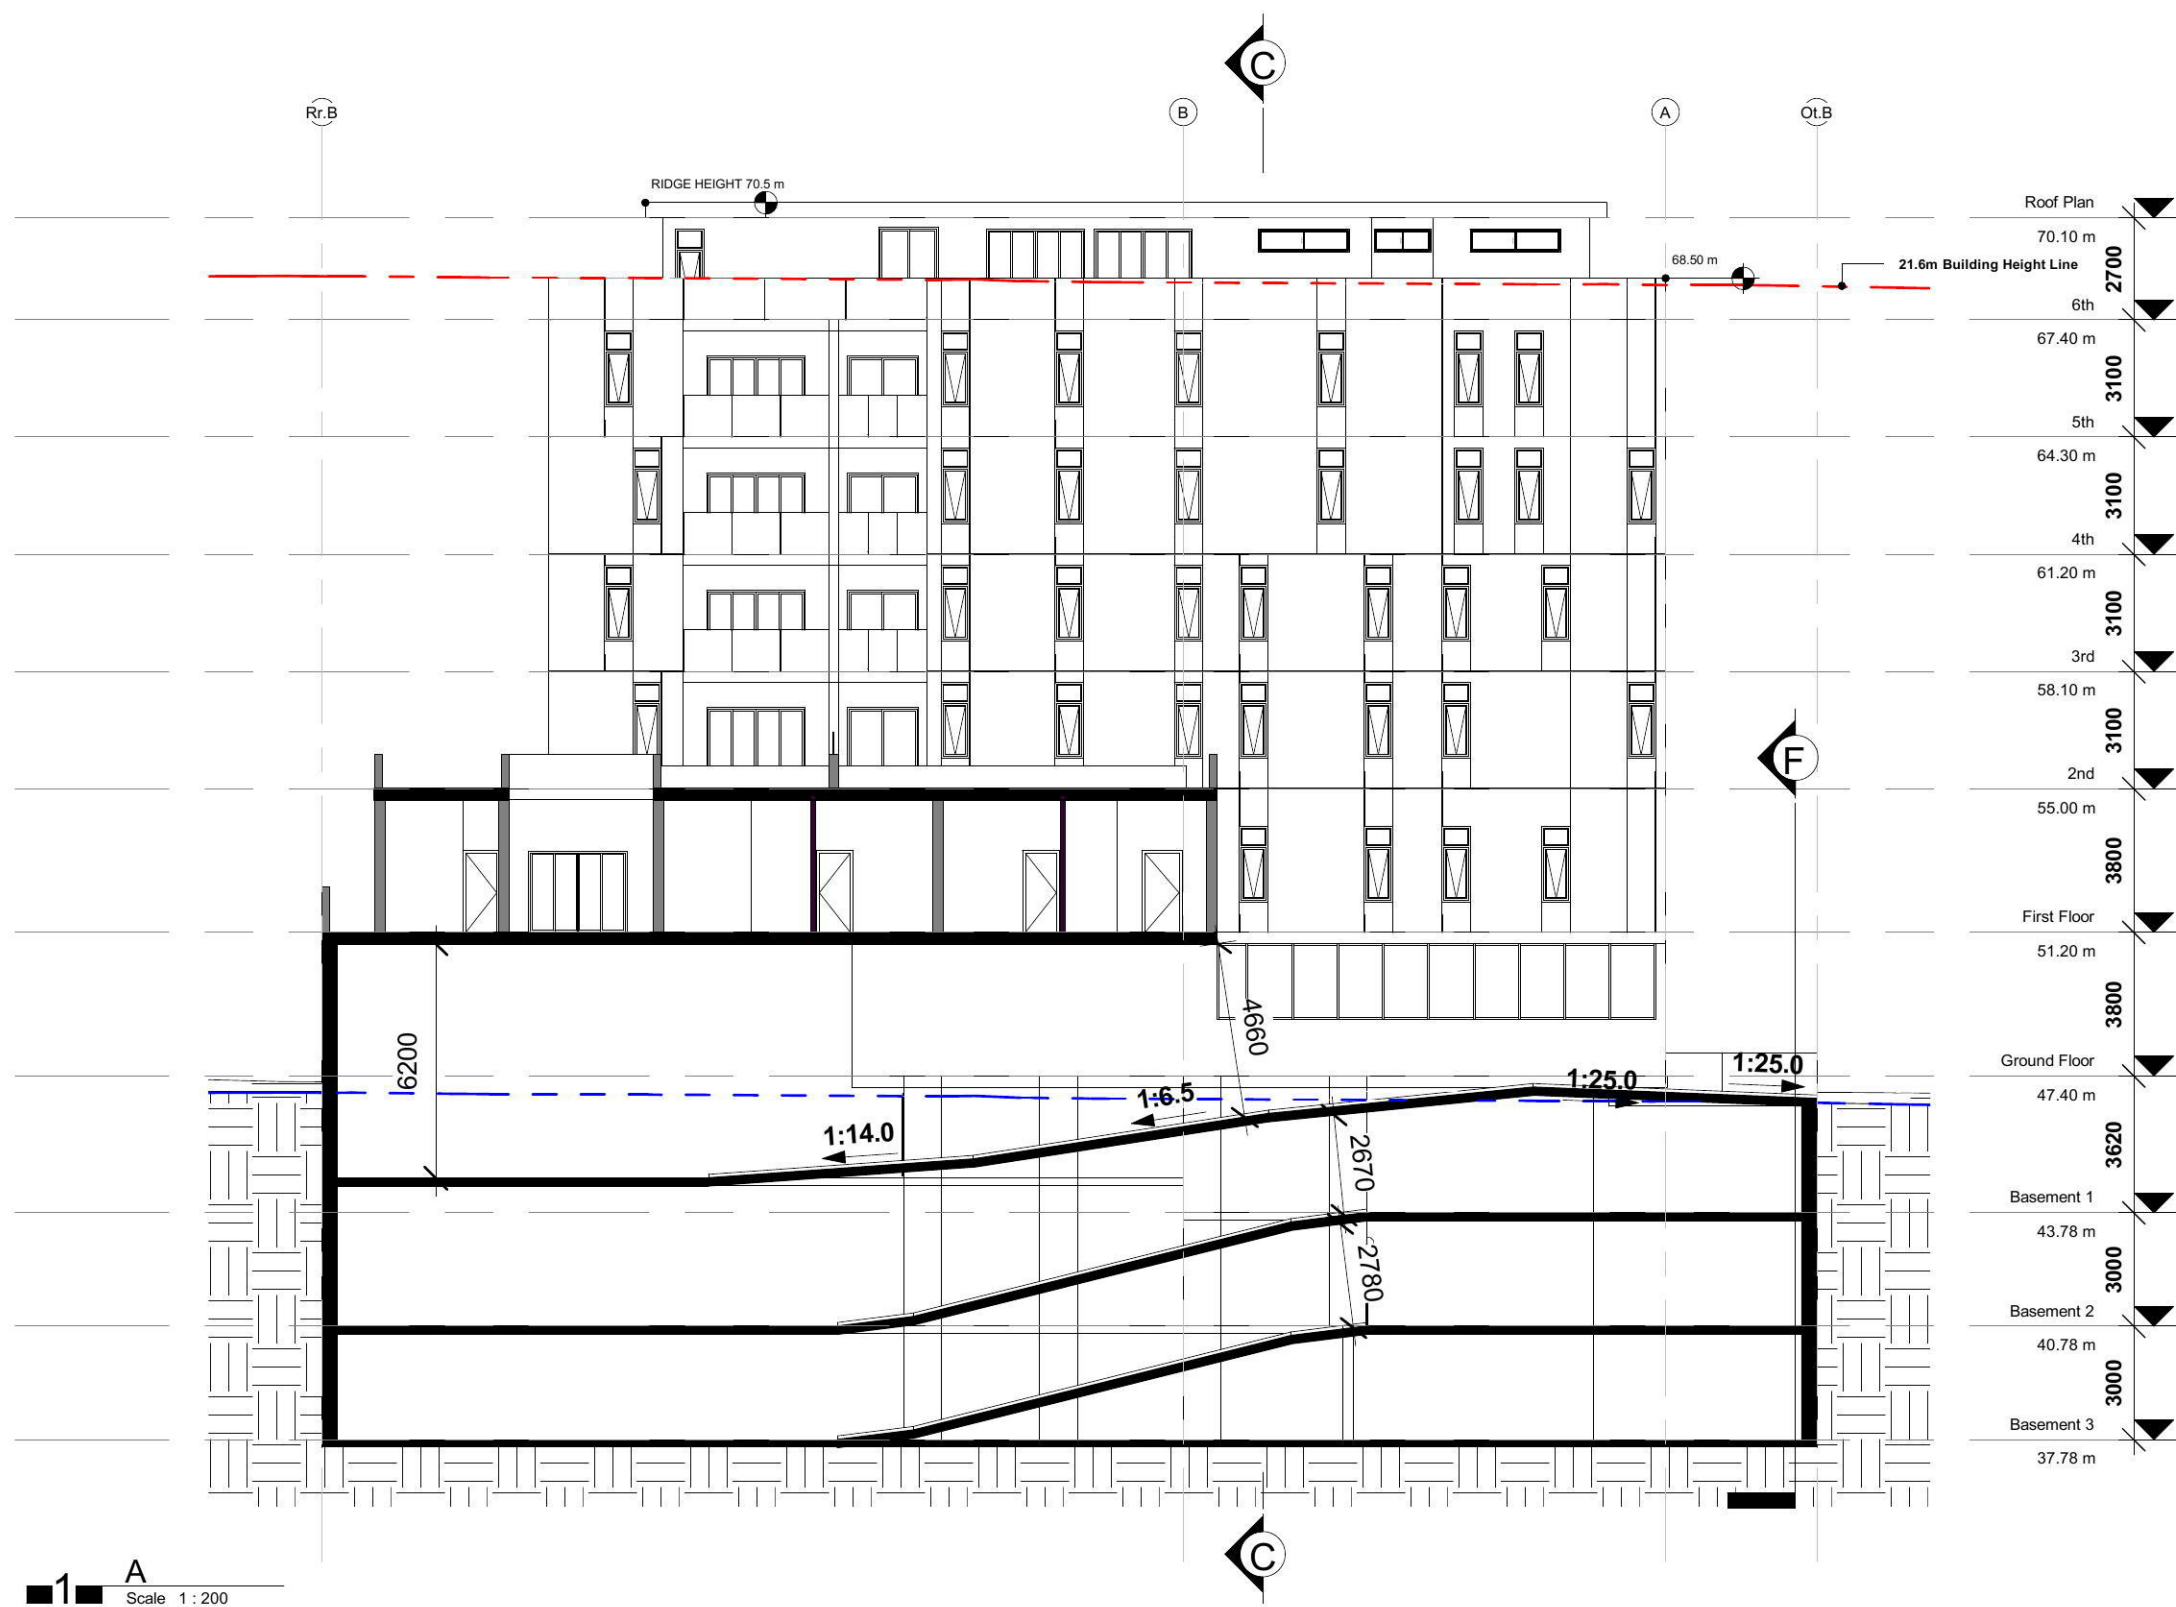 C
Rr.B
B
A
Ot.B
RIDGE HEIGHT 70.5 m
Roof Plan
70.10 m
2700
68.50 m
21.6m Building Height Line
6th
67.40 m
3100
5th
64.30 m
3100
4th
61.20 m
3100
3rd
58.10 m
3100
F
2nd
55.00 m
3800
First Floor
51.20 m
3800
6200
4660
Ground Floor
47.40 m
1:25.0
1:25.0
1:6.5
1:14.0
2670
3620
Basement 1
43.78 m
2780
3000
Basement 2
40.78 m
3000
Basement 3
37.78 m
C
1
A
Scale 1 : 200